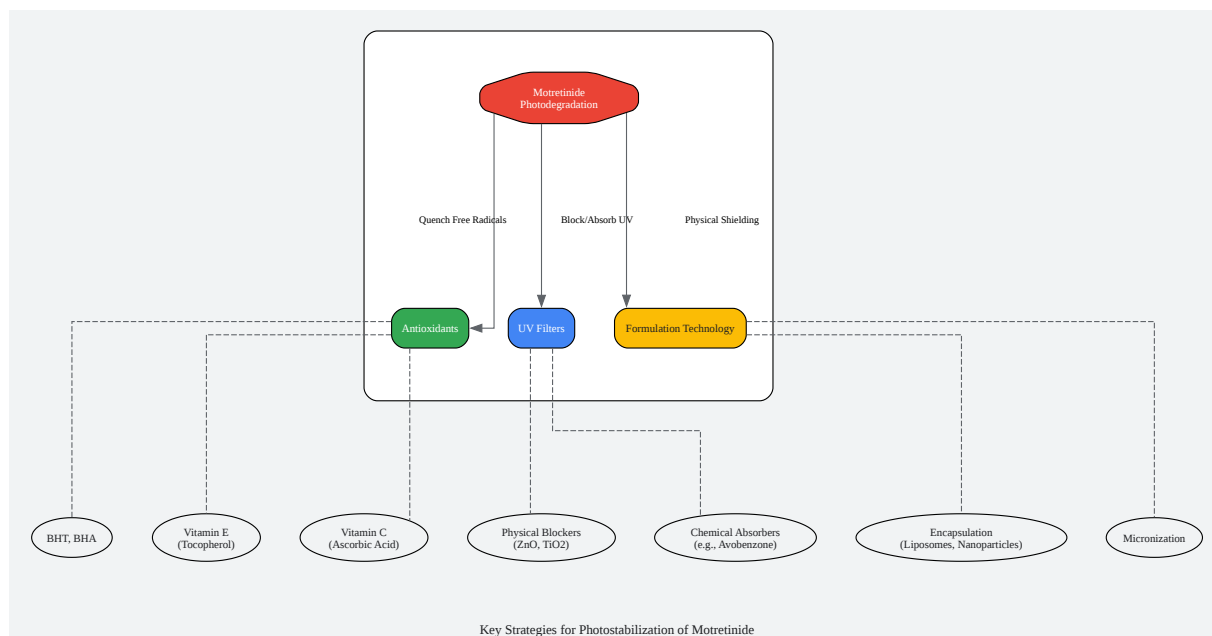 Motretinide
Photodegradation
Quench Free Radicals
Block/Absorb UV
Physical Shielding
Antioxidants
UV Filters
Formulation Technology
BHT, BHA
Vitamin E
(Tocopherol)
Vitamin C
(Ascorbic Acid)
Physical Blockers
(ZnO, TiO2)
Chemical Absorbers
(e.g., Avobenzone)
Encapsulation
(Liposomes, Nanoparticles)
Micronization
Key Strategies for Photostabilization of Motretinide